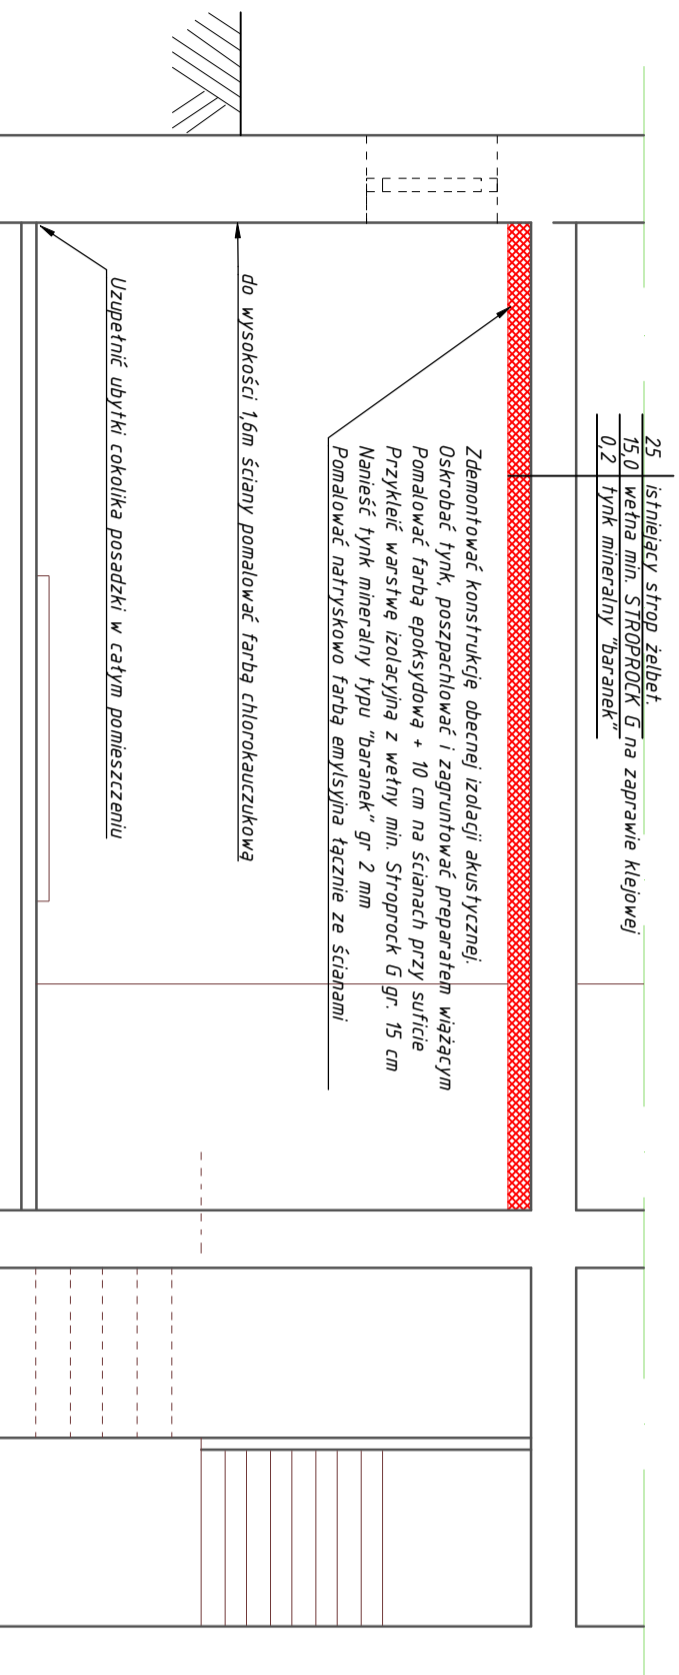 25 istniejący strop żelbet.
15,0 wełna min. STROPROCK G na zaprawie klejowej
0,2 tynk mineralny "baranek"
Zdemontować konstrukcję obecnej izolacji akustycznej.
Oskrobać tynk, poszpachlować i zagruntować preparatem wiążącym
Pomalować farbą epoksydową + 10 cm na ścianach przy suficie
Przykleić warstwę izolacyjną z wełny min. Stroprock G gr. 15 cm
Nanieść tynk mineralny typu "baranek" gr 2 mm
Pomalować natryskowo farbą emylsyjna łącznie ze ścianami
do wysokości 1,6m ściany pomalować farbą chlorokauczukową
Uzupełnić ubytki cokolika posadzki w całym pomieszczeniu